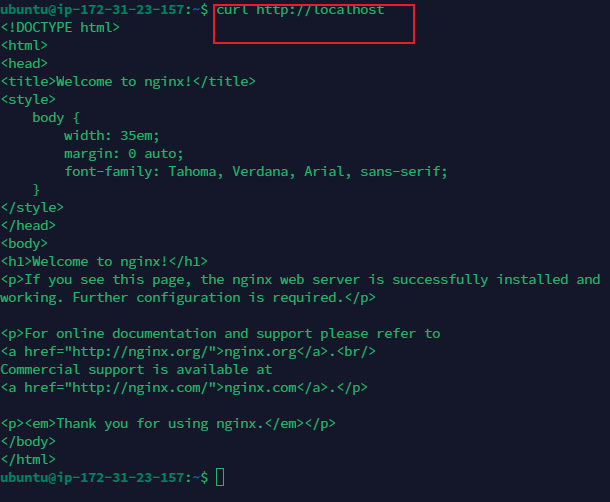 ubuntu@ip-172-31-23-157:~$ curl http://localhost
<!DOCTYPE html>
<html>
<head>
<title>Welcome to nginx!</title>
<style>
    body {
        width: 35em;
        margin: 0 auto;
        font-family: Tahoma, Verdana, Arial, sans-serif;
    }
</style>
</head>
<body>
<h1>Welcome to nginx!</h1>
<p>If you see this page, the nginx web server is successfully installed and
working. Further configuration is required.</p>

<p>For online documentation and support please refer to
<a href="http://nginx.org/">nginx.org</a>.<br/>
Commercial support is available at
<a href="http://nginx.com/">nginx.com</a>.</p>

<p><em>Thank you for using nginx.</em></p>
</body>
</html>
ubuntu@ip-172-31-23-157:~$